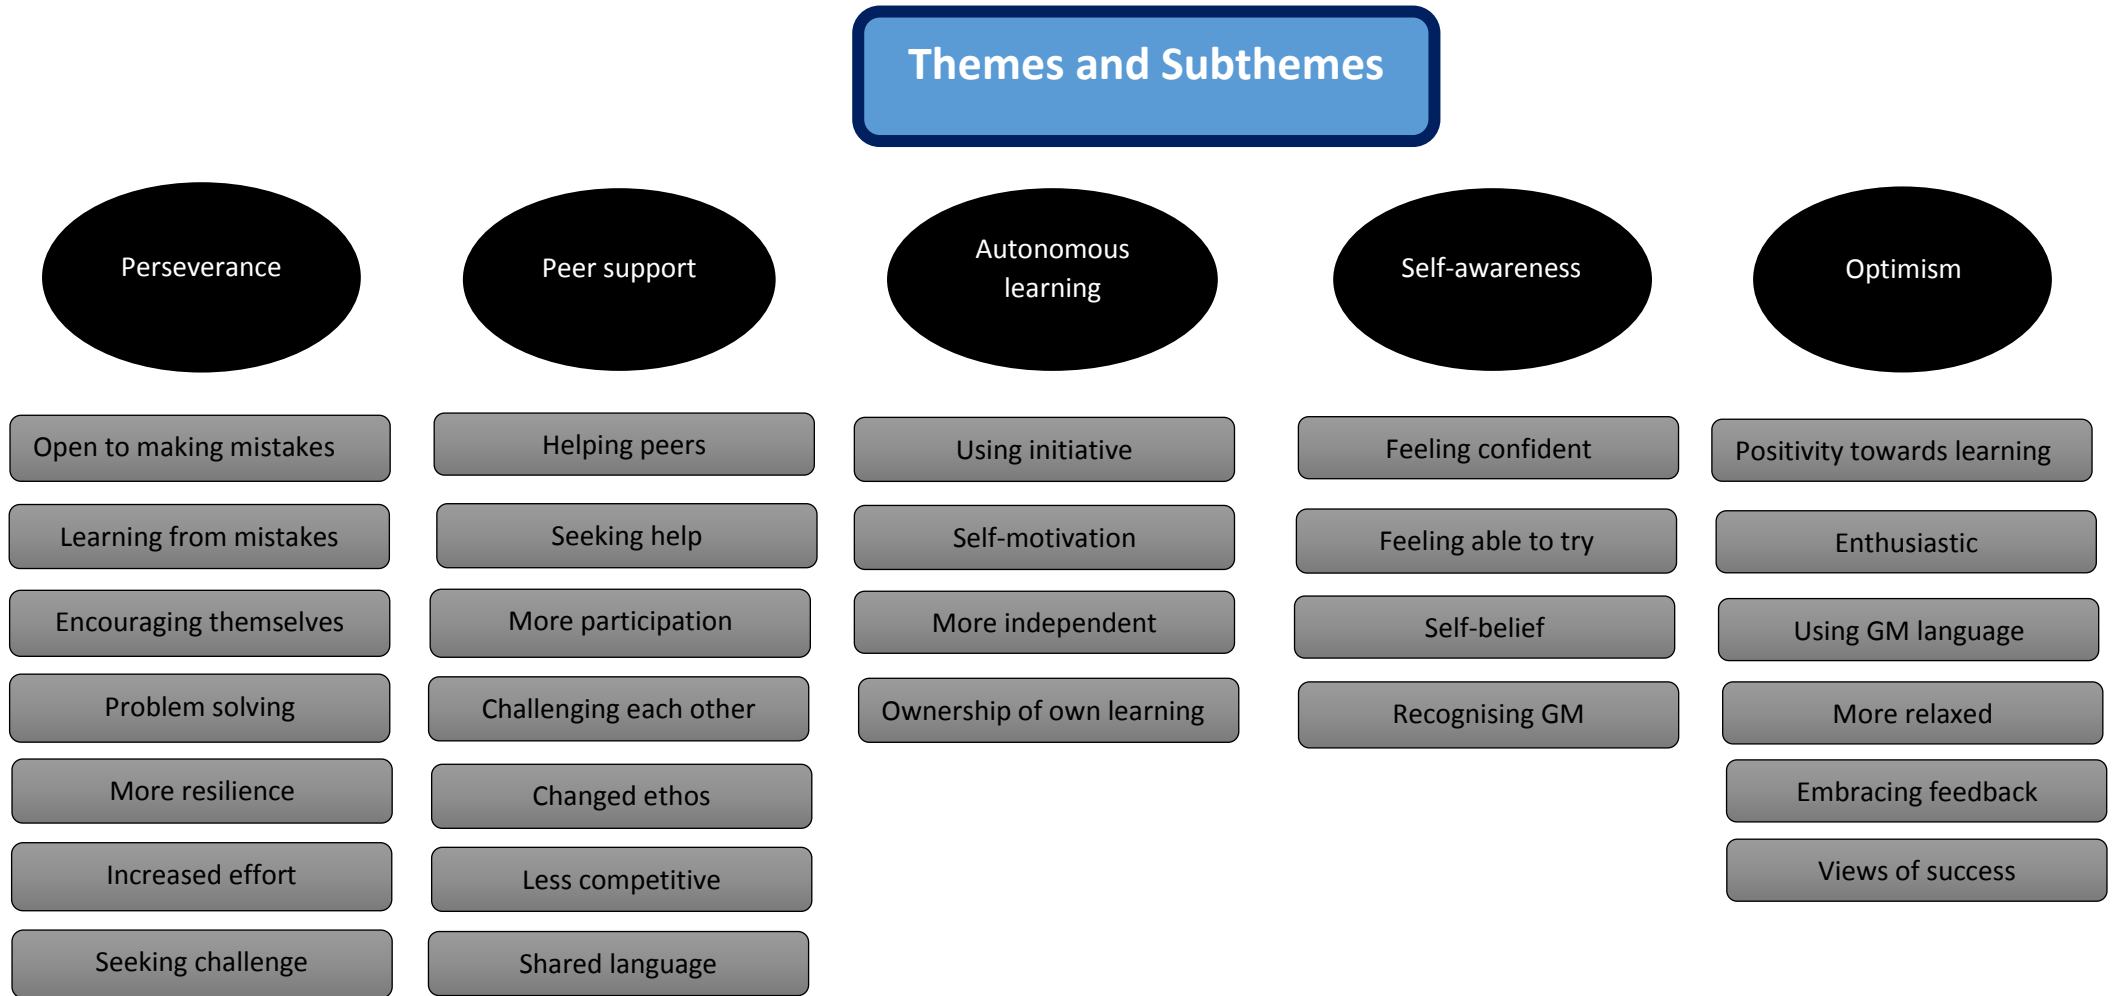 Themes and Subthemes
Perseverance
Open to making mistakes
Learning from mistakes
Encouraging themselves
Problem solving
More resilience
Increased effort
Seeking challenge
Peer support
Helping peers
Seeking help
More participation
Challenging each other
Changed ethos
Less competitive
Shared language
Autonomous
learning
Using initiative
Self-motivation
More independent
Ownership of own learning
Self-awareness
Feeling confident
Feeling able to try
Self-belief
Recognising GM
Optimism
Positivity towards learning
Enthusiastic
Using GM language
More relaxed
Embracing feedback
Views of success